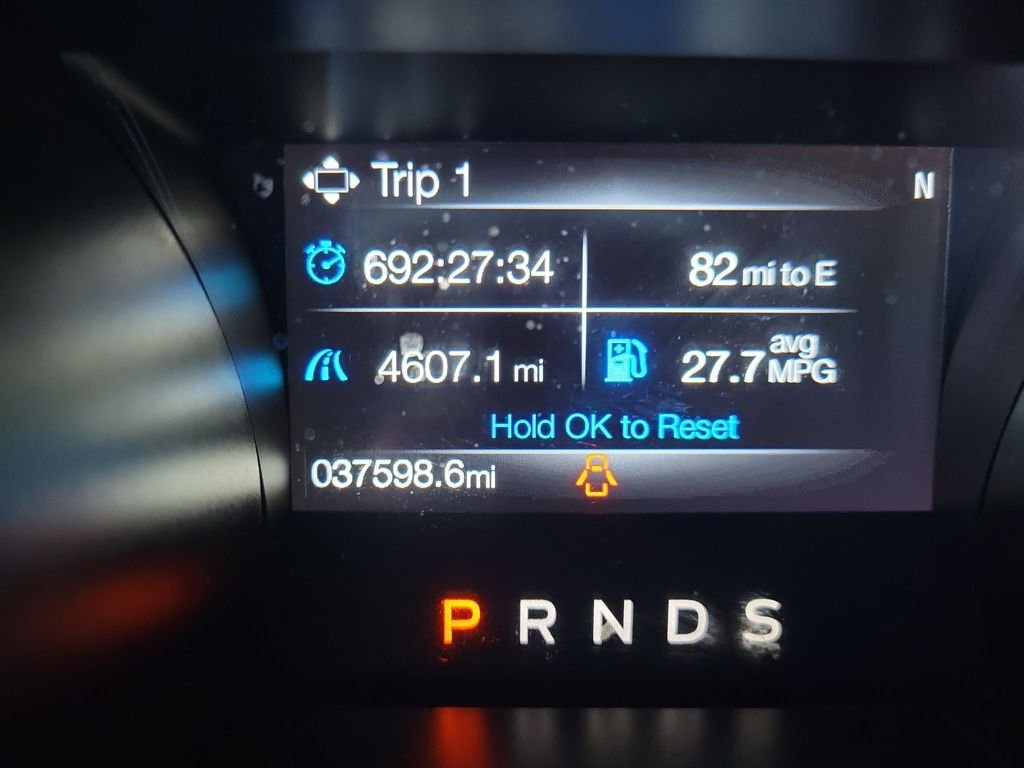 Trip 1 N
692:27:34 82 mi to E
4607.1 mi 27.7 avg MPG
Hold OK to Reset
037598.6mi
P R N D S